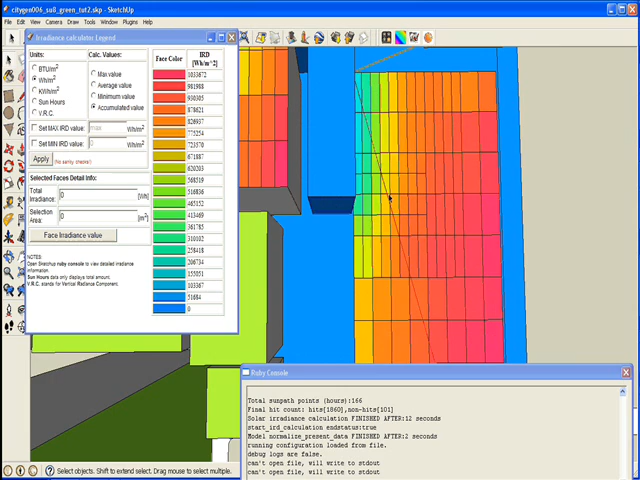 citygen006_su8_green_tut2.skp - SketchUp
File Edit View Camera Draw Tools Window Plugins Help
Irradiance calculator Legend
Units:
BTU/m²
Wh/m²
KWh/m²
Sun Hours
V.R.C.
Calc. Values:
Max value
Average value
Minimum value
Accumulated value
Set MAX IRD value: max Wh/m2
Set MIN IRD value: 0 Wh/m2
Apply (No sanity checks!)
Selected Faces Detail Info:
Total Irradiance: 0 [Wh]
Selection Area: 0 [m²]
Face Irradiance value
NOTES:
Open Sketchup ruby console to view detailed irradiance
information.
Sun Hours data only displays total amount.
V.R.C. stands for Vertical Radiance Component.
Face Color IRD [Wh/m^2]
1033672
981988
930305
878621
826937
775254
723570
671887
620203
568519
516836
465152
413469
361785
310102
258418
206734
155051
103367
51684
0
Ruby Console
Total sunpath points (hours):166
Final hit count: hits[1860],non-hits[101]
Solar irradiance calculation FINISHED AFTER:12 seconds
start_ird_calculation endstatus:true
Model normalize_present_data FINISHED AFTER:2 seconds
running configuration loaded from file.
debug logs are false.
can't open file, will write to stdout
can't open file, will write to stdout
Select objects. Shift to extend select. Drag mouse to select multiple.